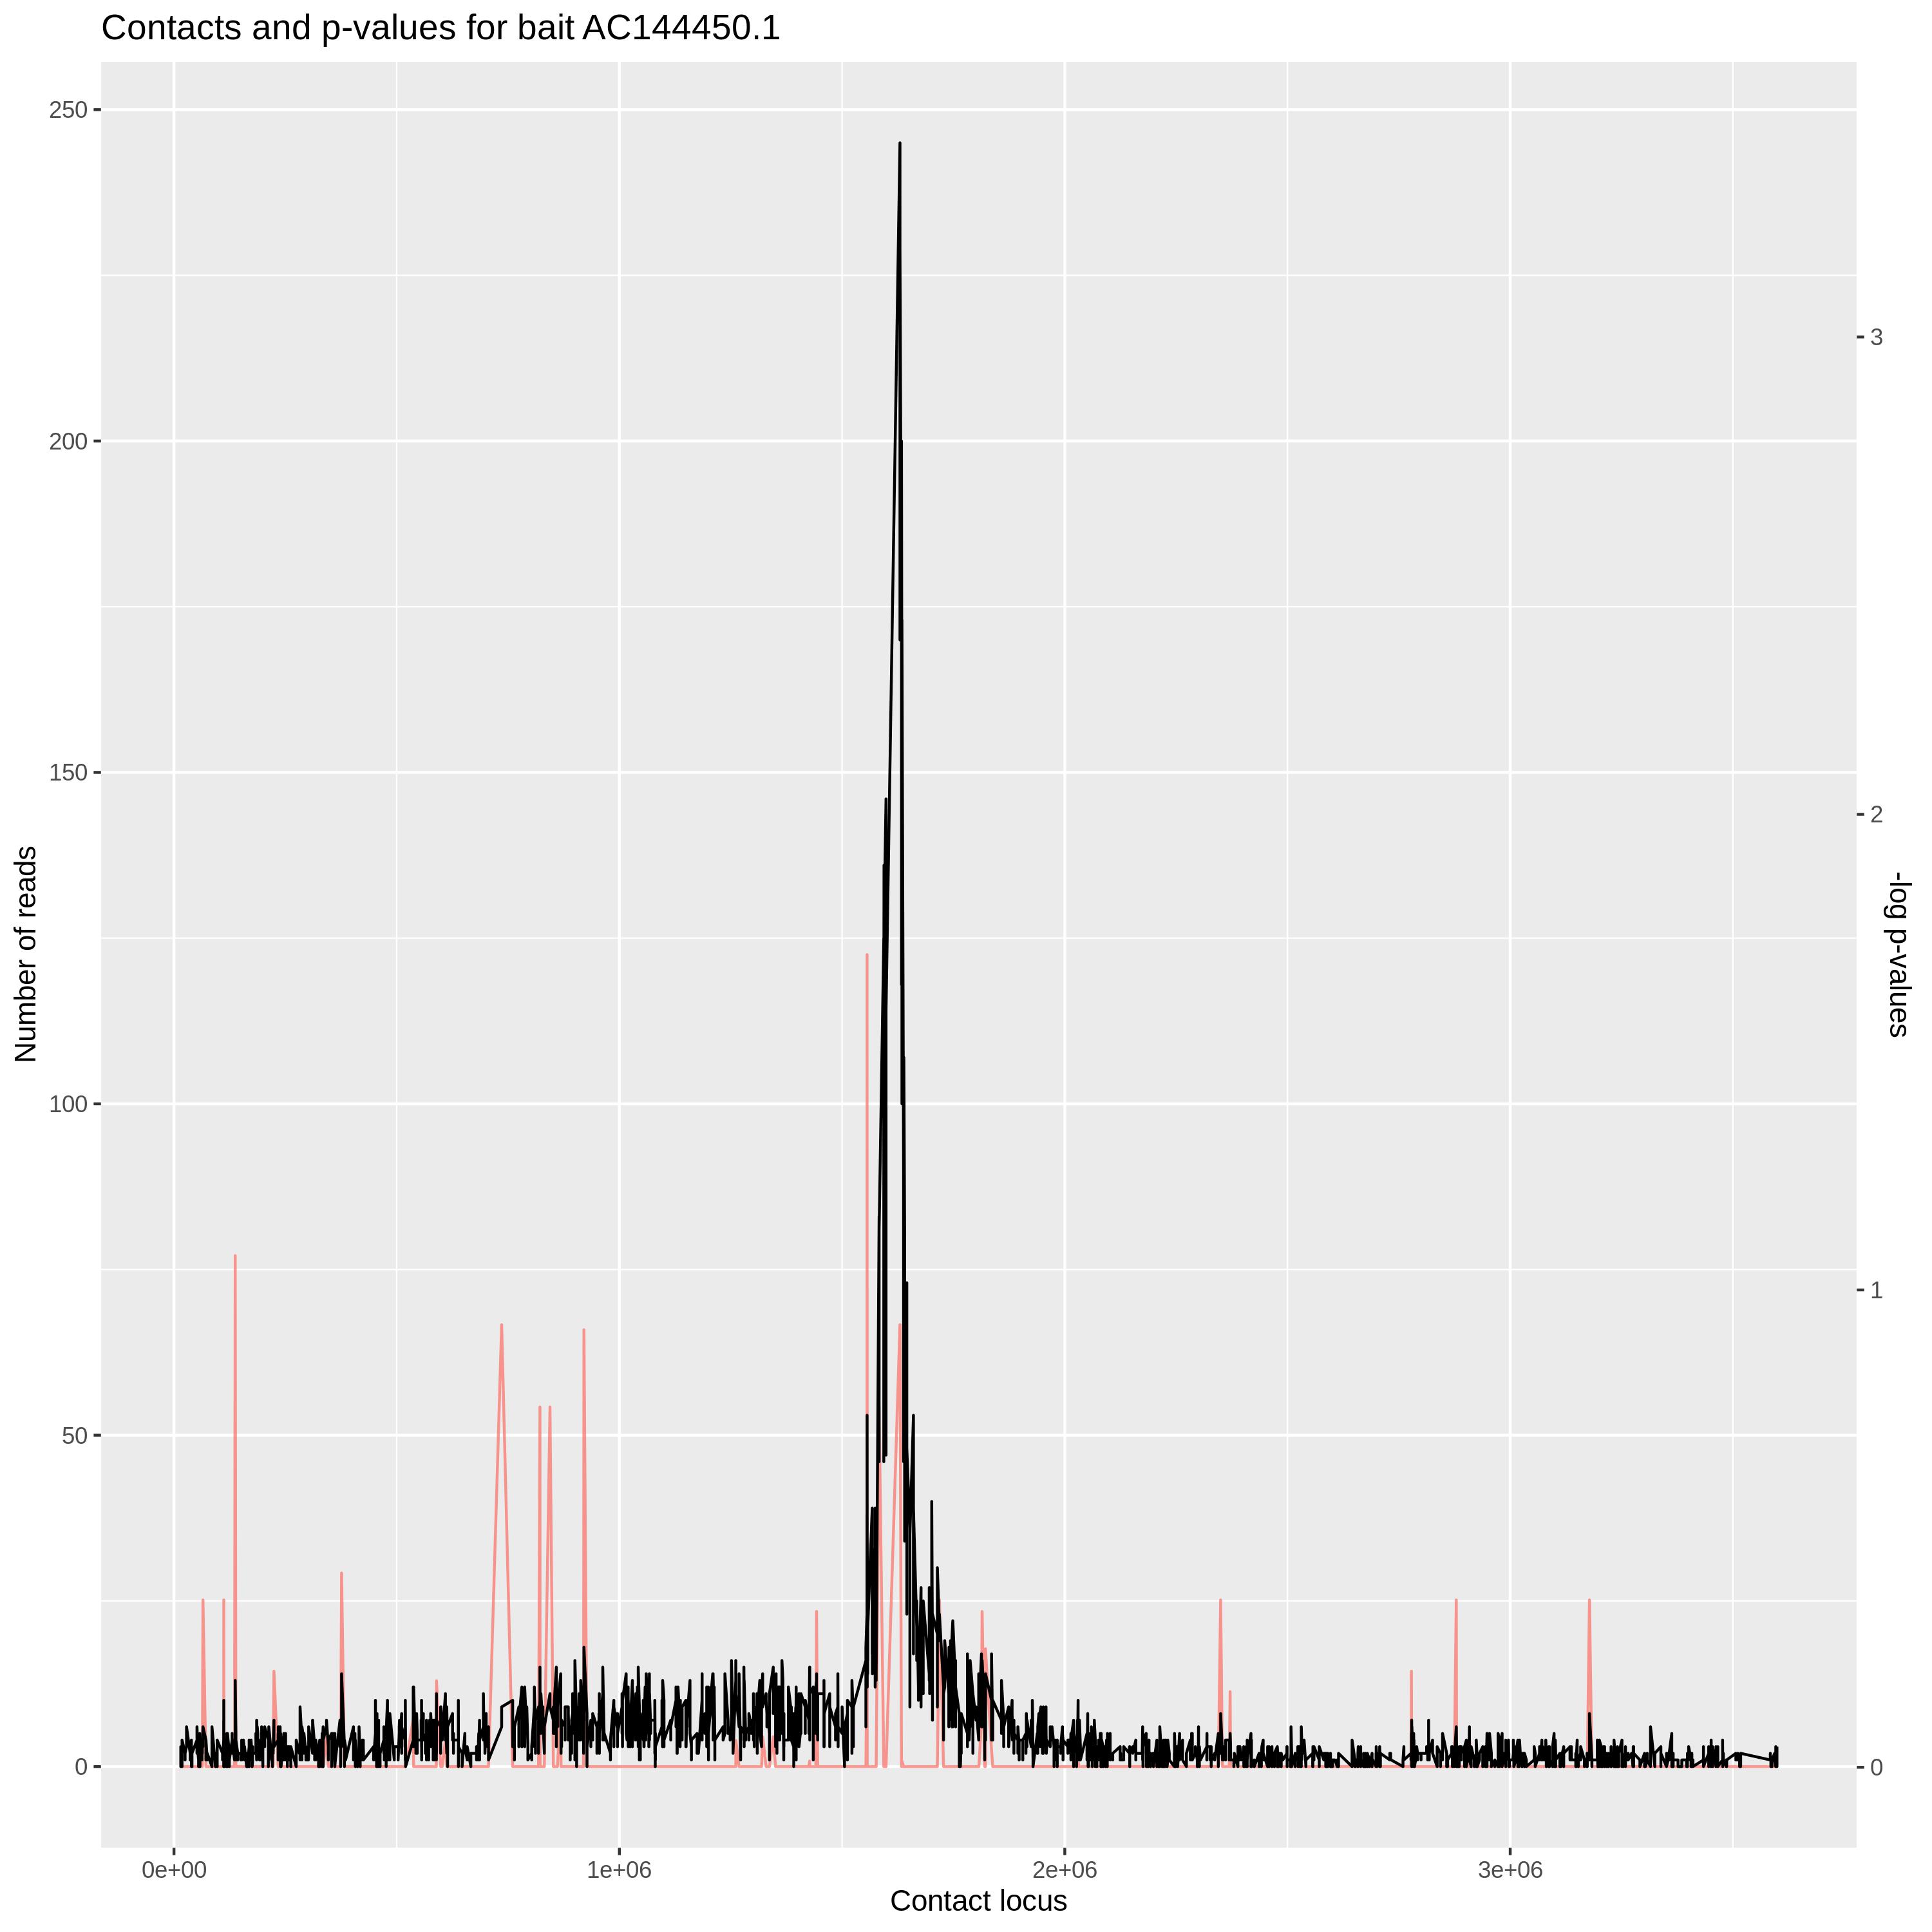 Contacts and p-values for bait AC144450.1
250
200
150
100
50
0
Number of reads
3
2
1
0
-log p-values
0e+00
1e+06
2e+06
3e+06
Contact locus